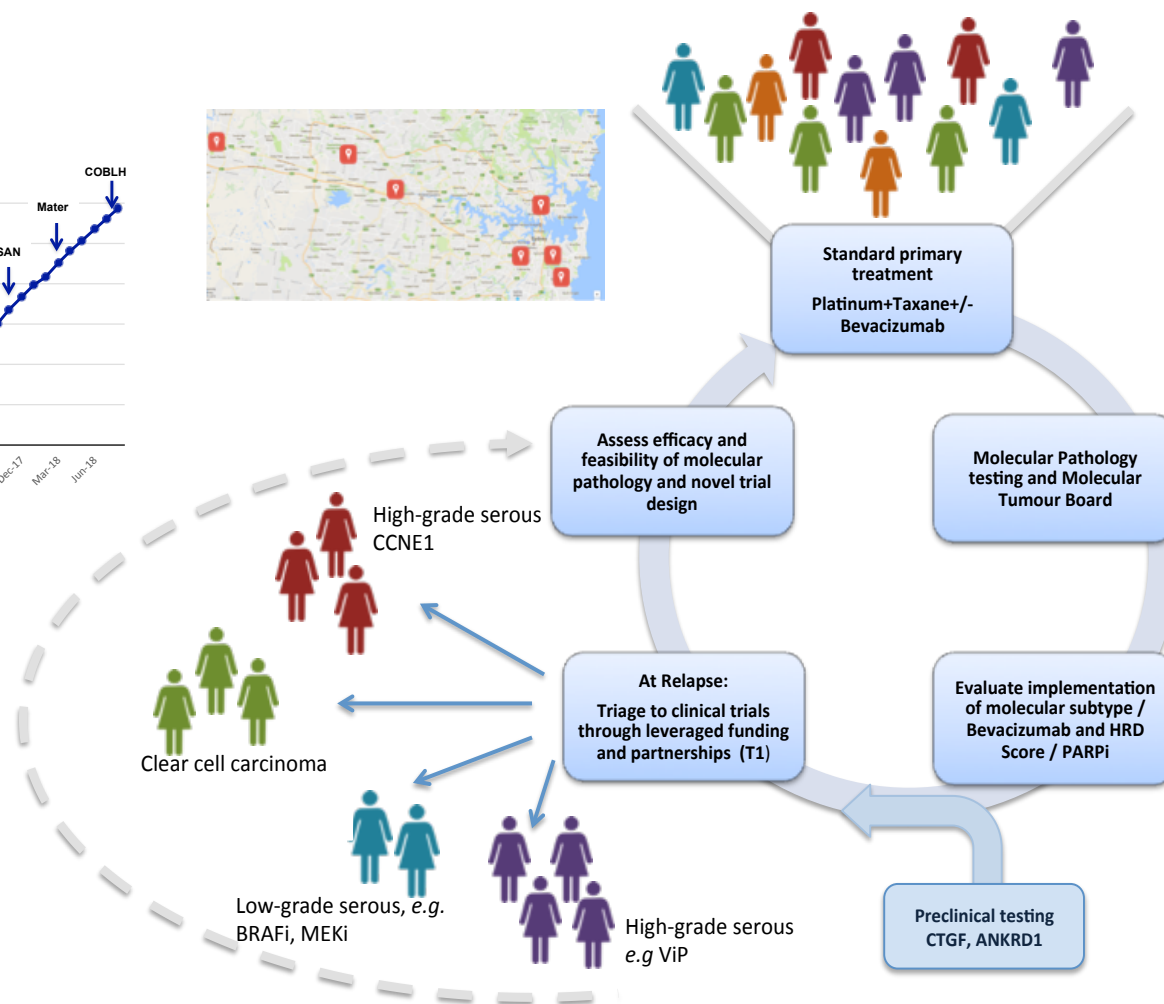 COBLH
Mater
SAN
Dec-17
Mar-18
Jun-18
Standard primary
treatment
Platinum+Taxane+/-
Bevacizumab
Assess efficacy and
feasibility of molecular
pathology and novel trial
design
Molecular Pathology
testing and Molecular
Tumour Board
High-grade serous
CCNE1
At Relapse:
Triage to clinical trials
through leveraged funding
and partnerships (T1)
Evaluate implementation
of molecular subtype /
Bevacizumab and HRD
Score / PARPi
Clear cell carcinoma
Low-grade serous, e.g.
BRAFi, MEKi
High-grade serous
e.g ViP
Preclinical testing
CTGF, ANKRD1